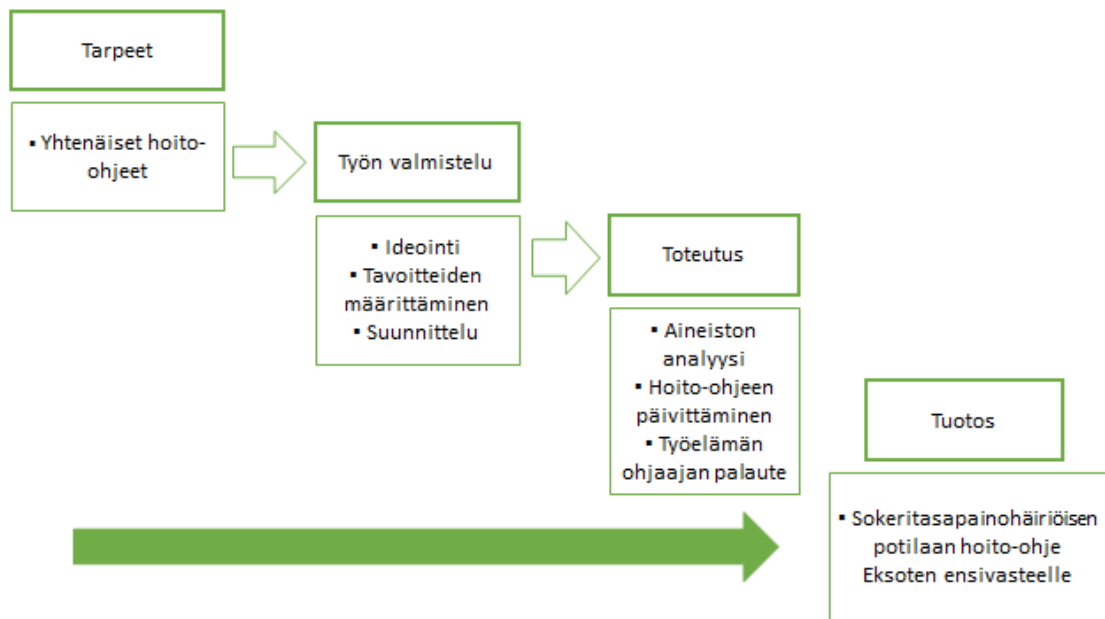 Tarpeet
▪ Yhtenäiset hoito-
ohjeet
Työn valmistelu
▪ Ideointi
▪ Tavoitteiden
määrittäminen
▪ Suunnittelu
Toteutus
▪ Aineiston
analyysi
▪ Hoito-ohjeen
päivittäminen
▪ Työelämän
ohjaajan palaute
Tuotos
▪ Sokeritasapainohäiriöisen
potilaan hoito-ohje
Eksoten ensivasteelle